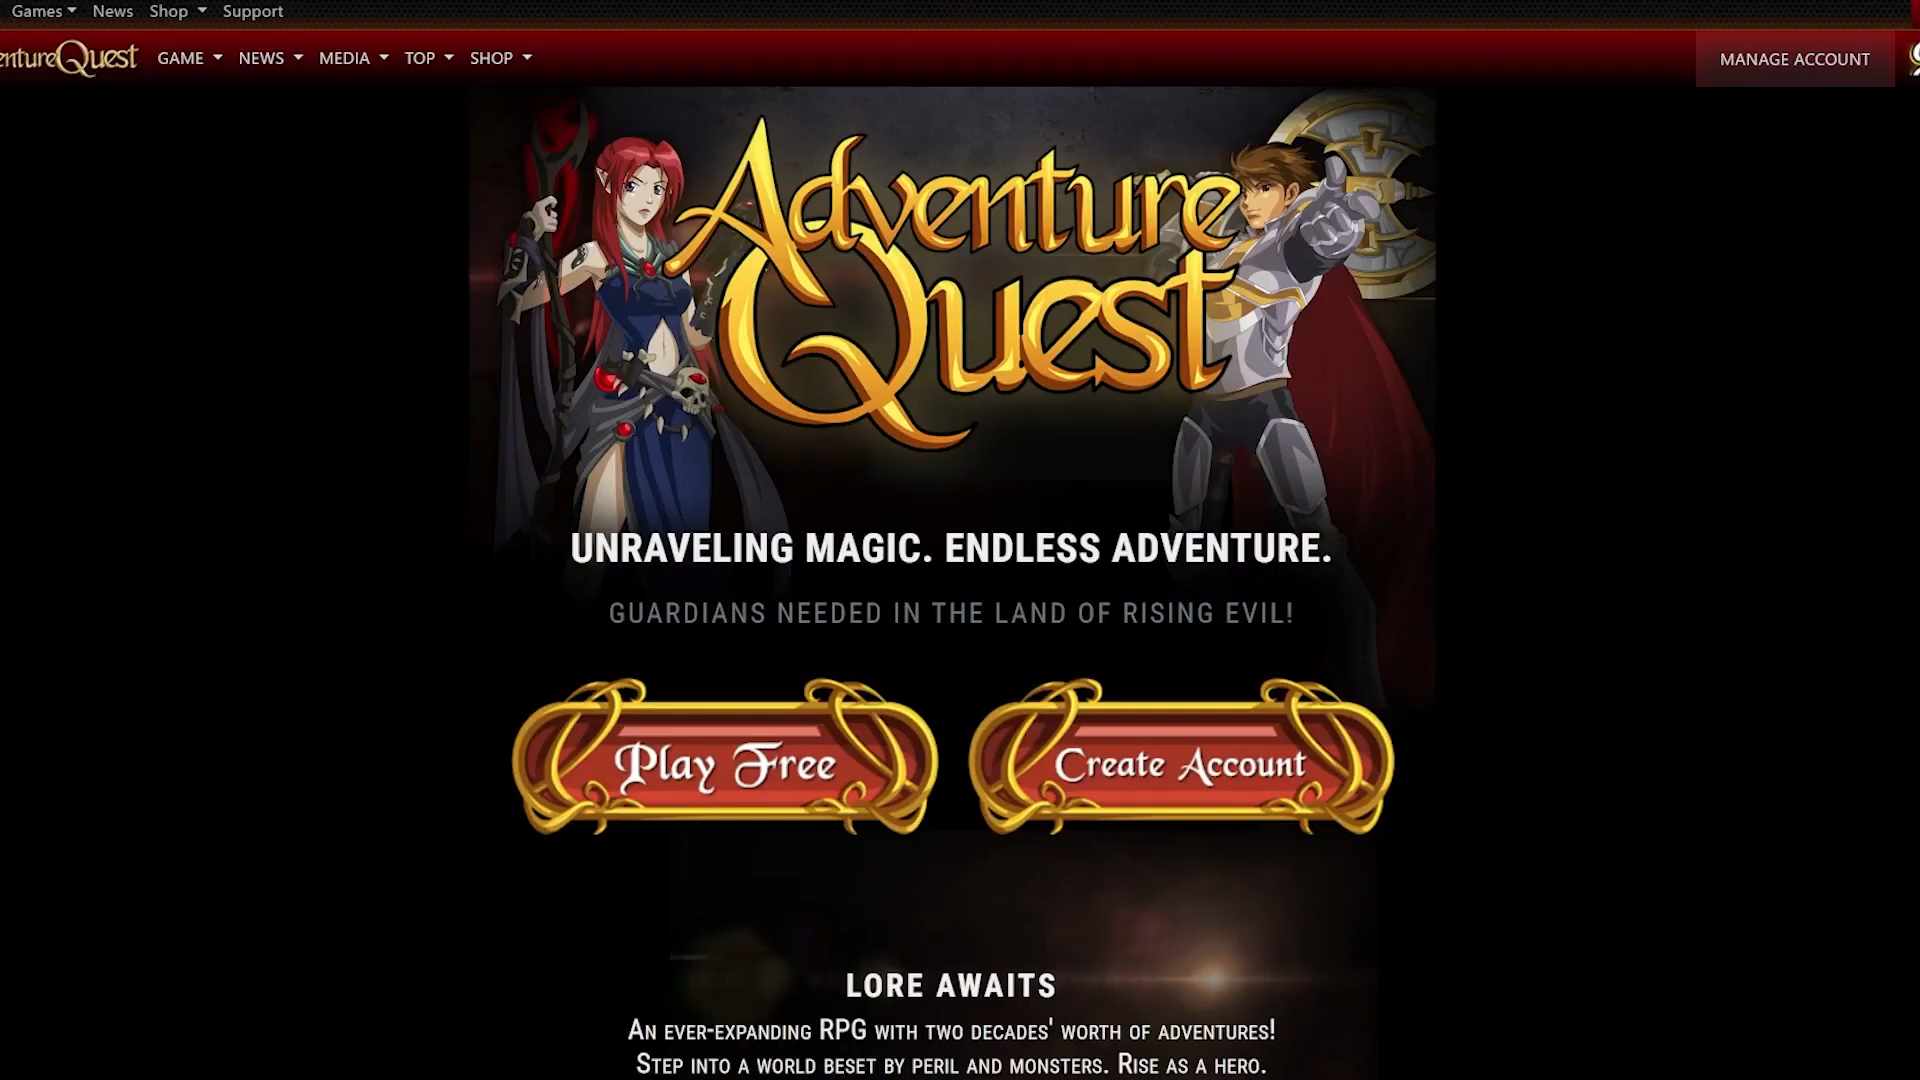 Games News Shop Support
entureQuest GAME NEWS MEDIA TOP SHOP MANAGE ACCOUNT
Adventure
Quest
UNRAVELING MAGIC. ENDLESS ADVENTURE.
GUARDIANS NEEDED IN THE LAND OF RISING EVIL!
Play Free Create Account
LORE AWAITS
AN EVER-EXPANDING RPG WITH TWO DECADES' WORTH OF ADVENTURES!
STEP INTO A WORLD BESET BY PERIL AND MONSTERS. RISE AS A HERO.